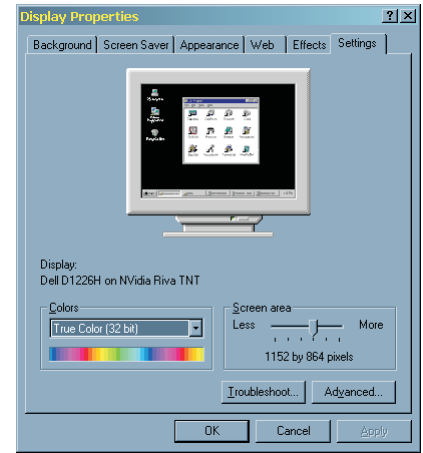 Display Properties
Background Screen Saver Appearance Web Effects Settings
Display:
Dell D1226H on NVidia Riva TNT
Colors
True Color (32 bit)
Screen area
Less More
1152 by 864 pixels
Troubleshoot... Advanced...
OK Cancel Apply